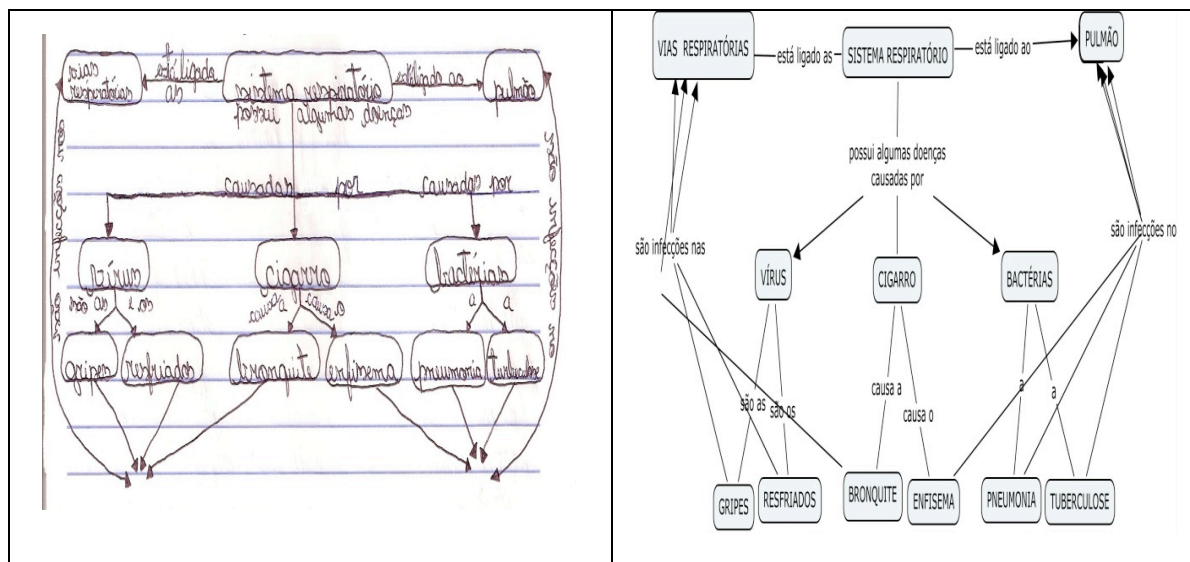 vias
respiratórias
está ligado
as
sistema respiratório
está ligado ao
pulmão
possui algumas doenças
causadas por
causadas por
vírus
cigarro
bactérias
são as
causa
causa o
a
a
gripes
resfriados
bronquite
enfisema
pneumonia
turbeculose
são infecções nas
são infecções no
VIAS RESPIRATÓRIAS
está ligado as
SISTEMA RESPIRATÓRIO
está ligado ao
PULMÃO
possui algumas doenças
causadas por
são infecções nas
são infecções no
VÍRUS
CIGARRO
BACTÉRIAS
são as
são os
causa a
causa o
a
a
GRIPES
RESFRIADOS
BRONQUITE
ENFISEMA
PNEUMONIA
TUBERCULOSE